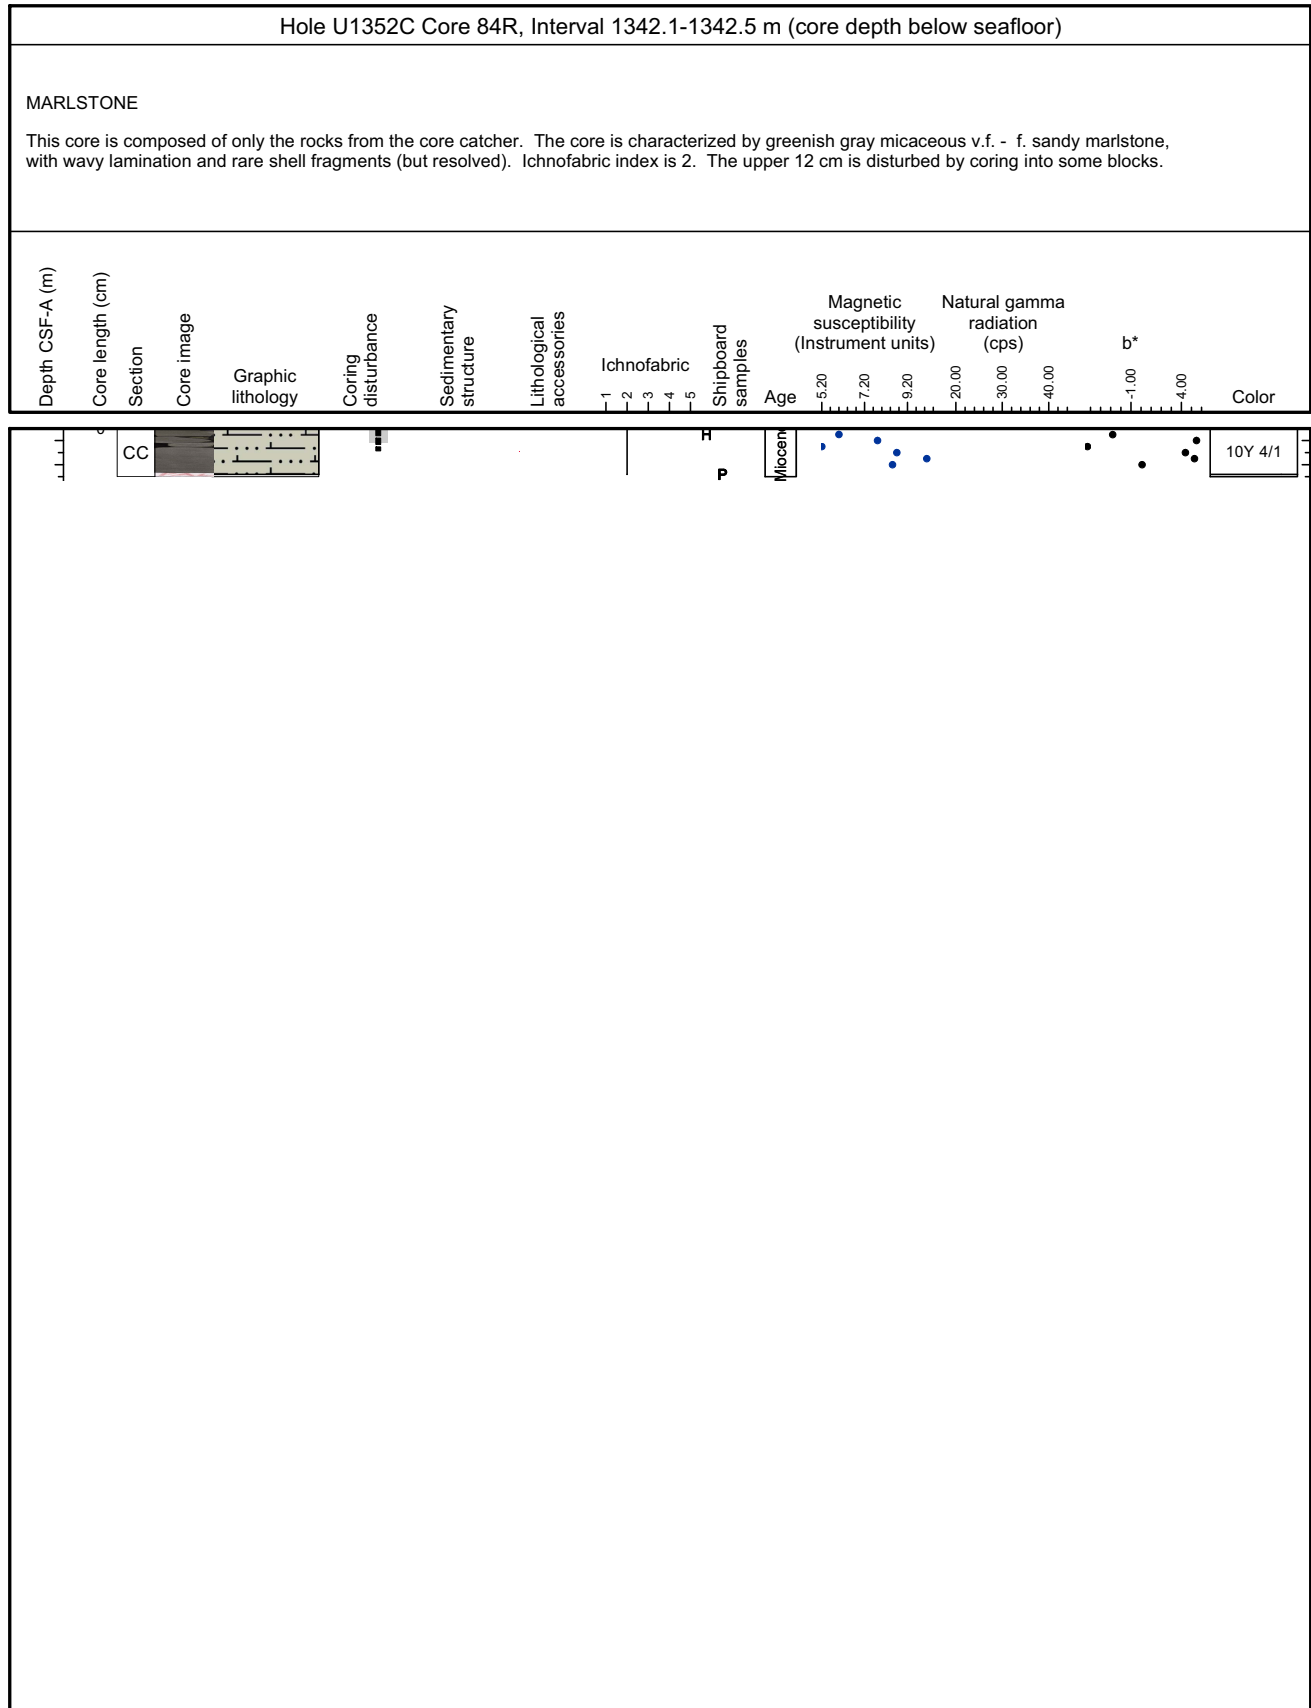 Hole U1352C Core 84R, Interval 1342.1-1342.5 m (core depth below seafloor)
MARLSTONE
This core is composed of only the rocks from the core catcher. The core is characterized by greenish gray micaceous v.f. - f. sandy marlstone,
with wavy lamination and rare shell fragments (but resolved). Ichnofabric index is 2. The upper 12 cm is disturbed by coring into some blocks.
Depth CSF-A (m)
Core length (cm)
Section
Core image
Graphic
lithology
Coring
disturbance
Sedimentary
structure
Lithological
accessories
Ichnofabric
1
2
3
4
5
Shipboard
samples
Age
Magnetic
susceptibility
(Instrument units)
5.20
7.20
9.20
Natural gamma
radiation
(cps)
20.00
30.00
40.00
b*
-1.00
4.00
Color
CC
H
P
Miocene
10Y 4/1